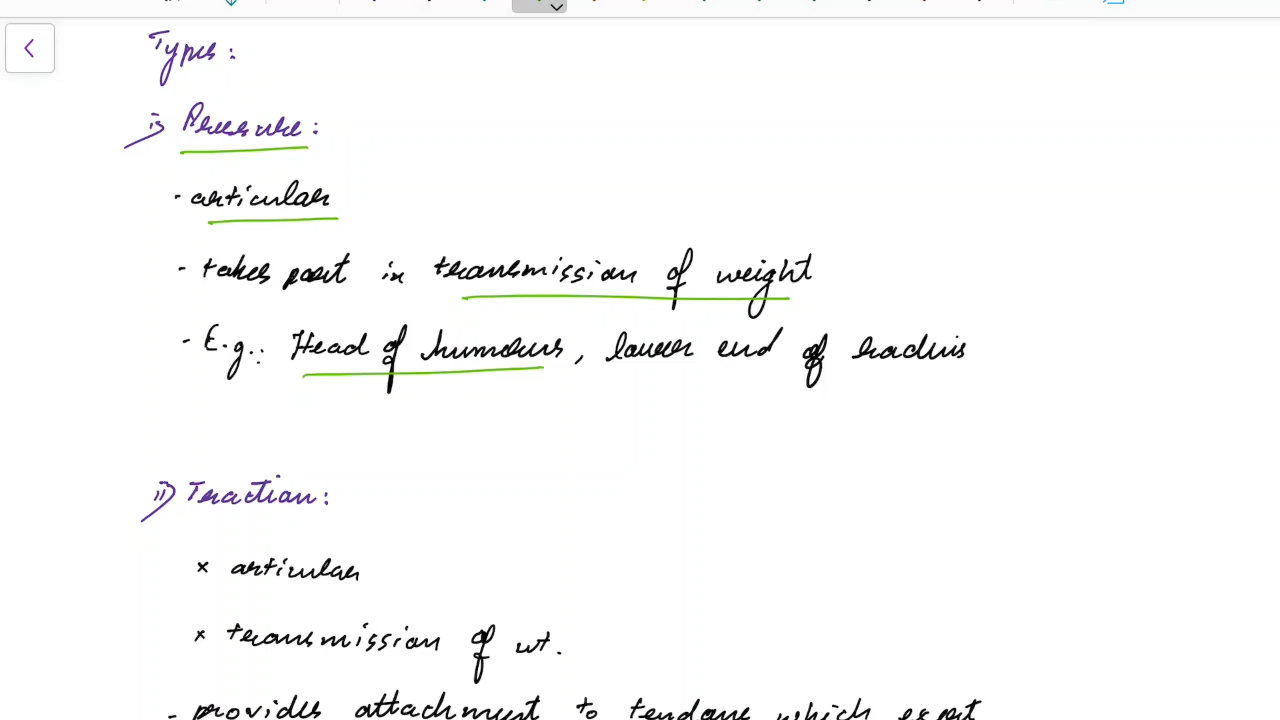 Types:
i) Pressure:
- articular
- takes part in transmission of weight
- E.g.: Head of humerus, lower end of radius
ii) Traction:
x articular
x transmission of wt.
- provides attachment to tendons which exert